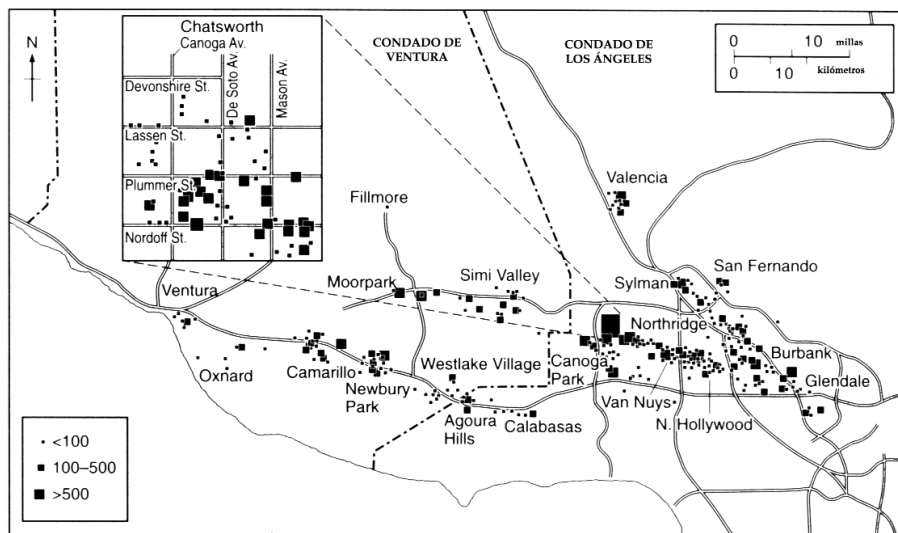 Chatsworth
Canoga Av.
De Soto Av.
Mason Av.
Devonshire St.
Lassen St.
Plummer St.
Nordoff St.
N
CONDADO DE
VENTURA
CONDADO DE
LOS ÁNGELES
0 10 millas
0 10 kilómetros
Valencia
Fillmore
Simi Valley
Moorpark
Sylmar
San Fernando
Ventura
Northridge
Oxnard
Camarillo
Newbury
Park
Westlake Village
Canoga
Park
Burbank
Glendale
Van Nuys
N. Hollywood
Agoura
Hills
Calabasas
<100
100–500
>500